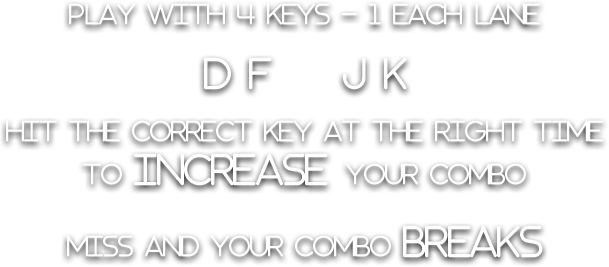 PLAY WITH 4 KEYS - 1 EACH LANE
D F J K
HIT THE CORRECT KEY AT THE RIGHT TIME
TO INCREASE YOUR COMBO
MISS AND YOUR COMBO BREAKS